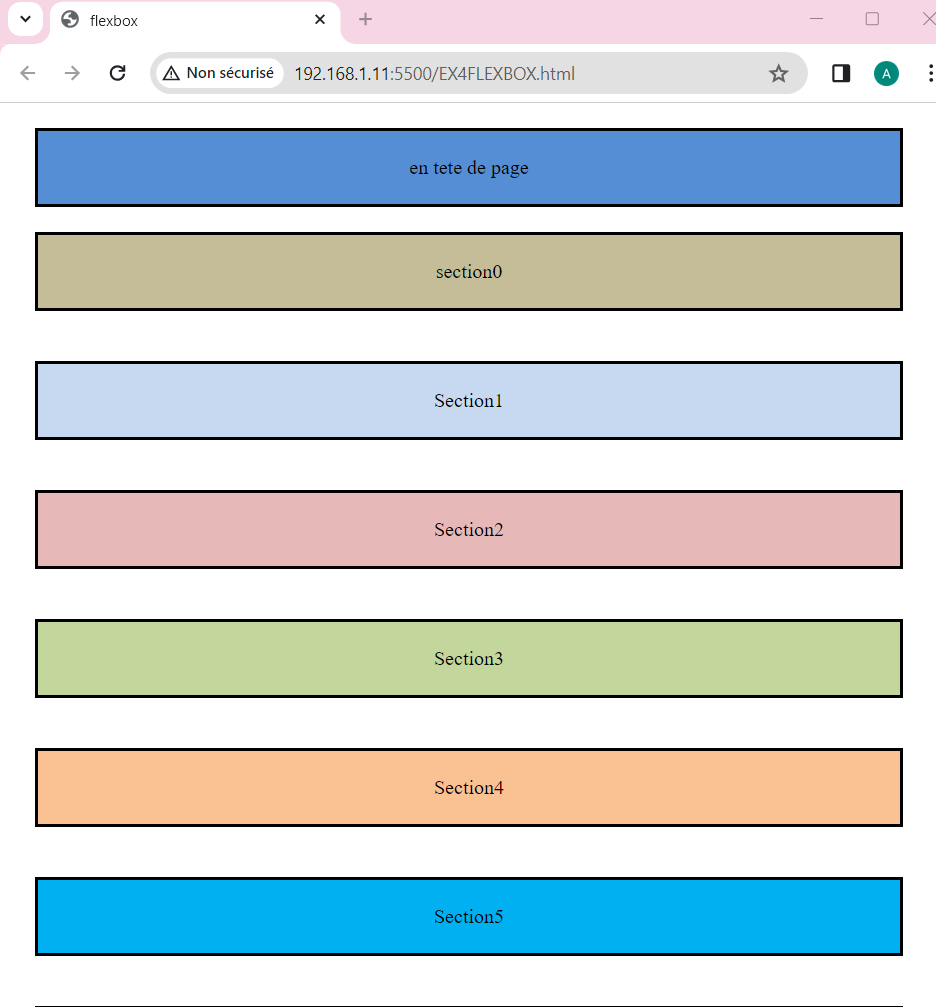 flexbox
Non sécurisé 192.168.1.11:5500/EX4FLEXBOX.html A
en tete de page
section0
Section1
Section2
Section3
Section4
Section5